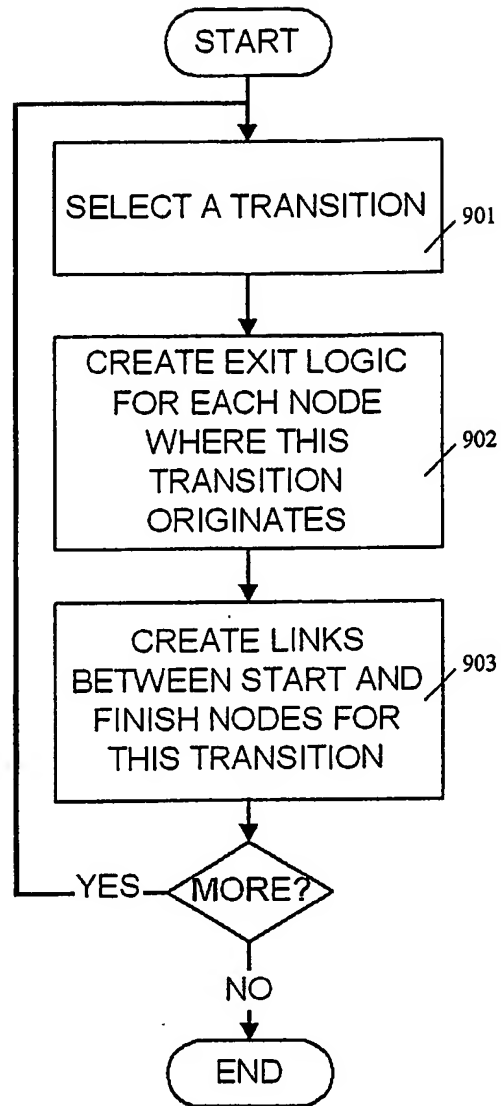 START
SELECT A TRANSITION
901
CREATE EXIT LOGIC
FOR EACH NODE
WHERE THIS
TRANSITION
ORIGINATES
902
CREATE LINKS
BETWEEN START AND
FINISH NODES FOR
THIS TRANSITION
903
YES
MORE?
NO
END